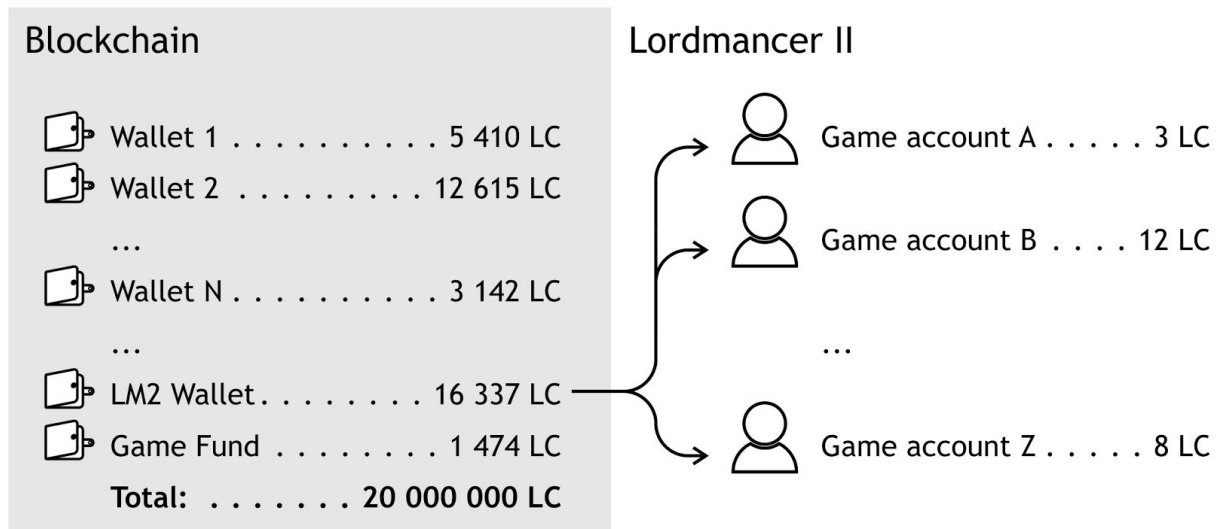 Blockchain
Wallet 1 . . . . . . . . . . 5 410 LC
Wallet 2 . . . . . . . . . 12 615 LC
...
Wallet N . . . . . . . . . . 3 142 LC
...
LM2 Wallet. . . . . . . . 16 337 LC
Game Fund . . . . . . . . 1 474 LC
Total: . . . . . . . 20 000 000 LC
Lordmancer II
Game account A . . . . . 3 LC
Game account B . . . . 12 LC
...
Game account Z . . . . . 8 LC